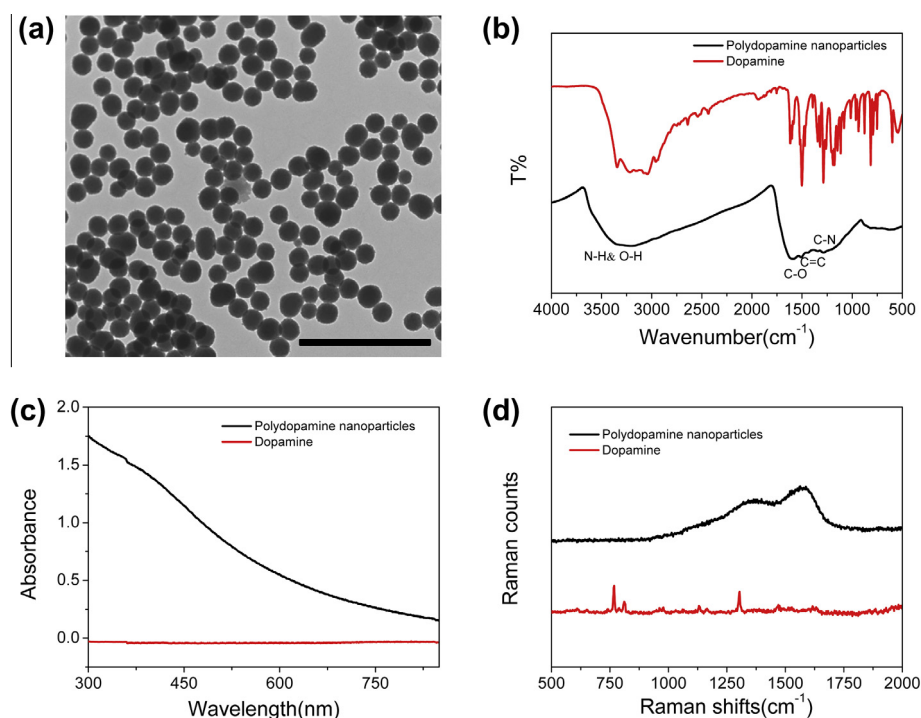 (a)
(b)
Polydopamine nanoparticles
Dopamine
T%
N-H& O-H
C-N
C=C
C-O
4000 3500 3000 2500 2000 1500 1000 500
Wavenumber(cm⁻¹)
(c)
2.0
1.5
1.0
0.5
0.0
Absorbance
Polydopamine nanoparticles
Dopamine
300 450 600 750
Wavelength(nm)
(d)
Polydopamine nanoparticles
Dopamine
Raman counts
500 750 1000 1250 1500 1750 2000
Raman shifts(cm⁻¹)